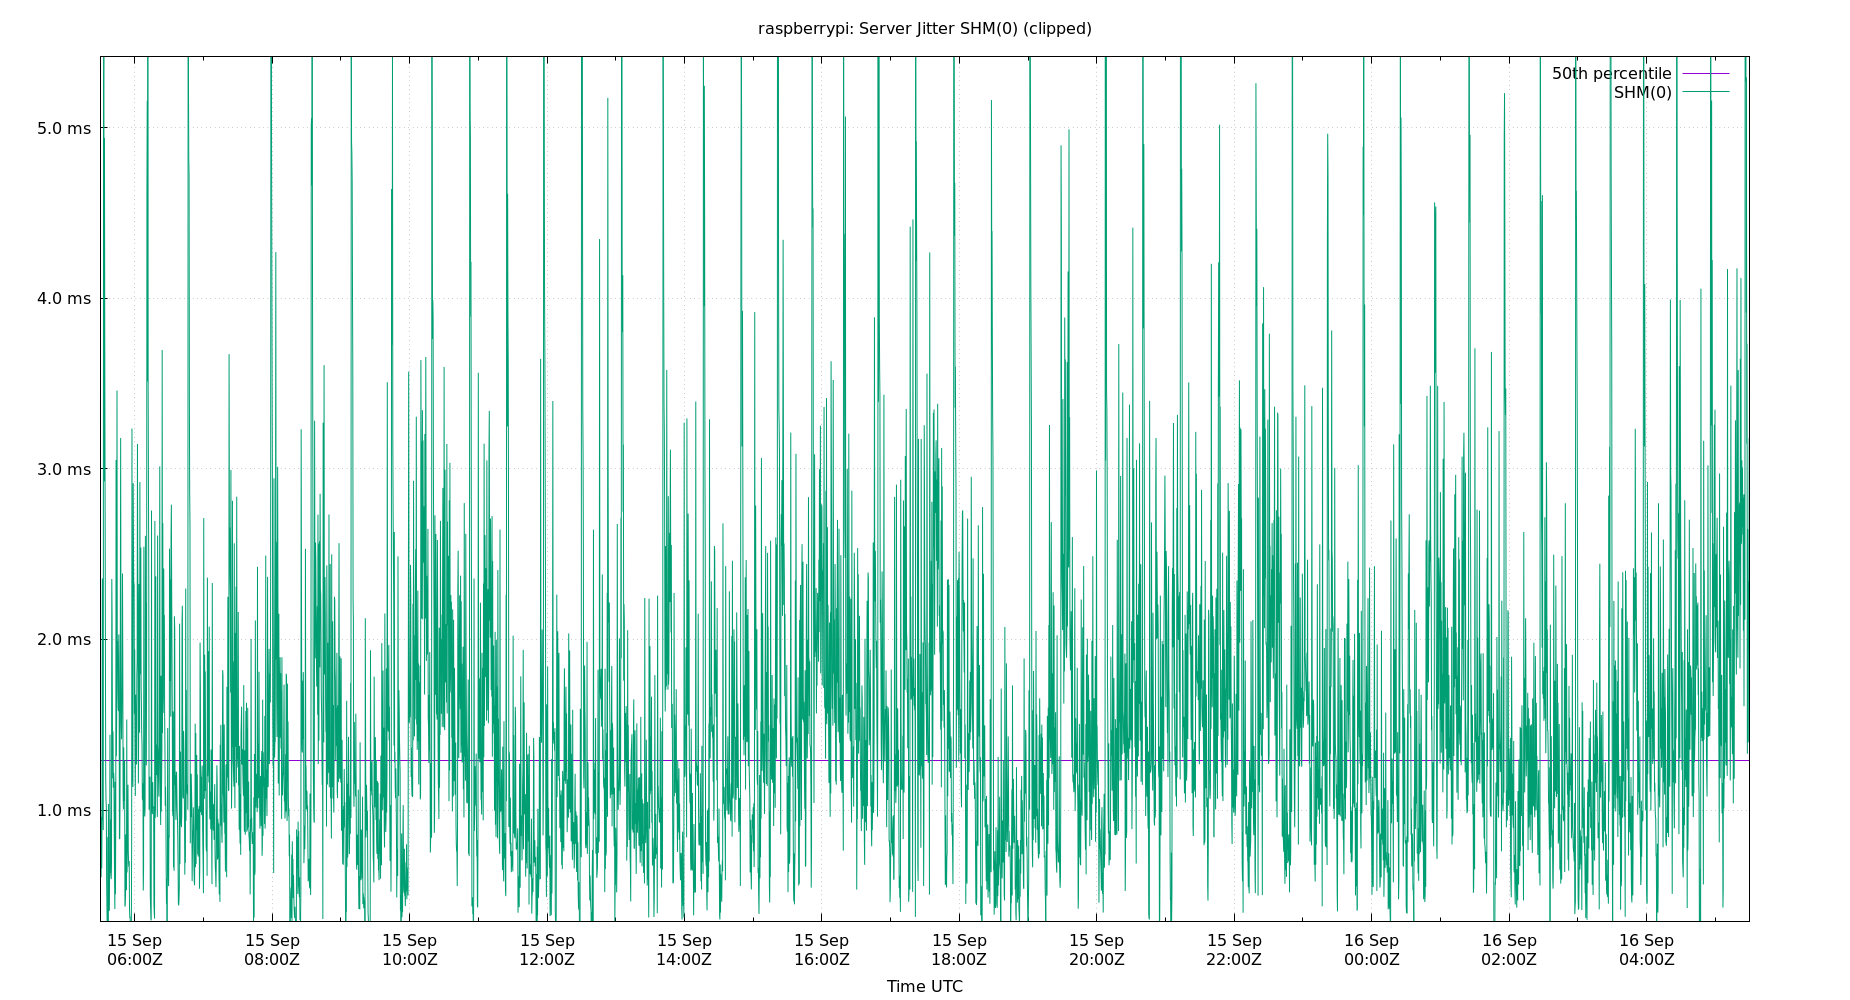 raspberrypi: Server Jitter SHM(0) (clipped)
50th percentile
SHM(0)
5.0 ms
4.0 ms
3.0 ms
2.0 ms
1.0 ms
15 Sep 15 Sep 15 Sep 15 Sep 15 Sep 15 Sep 15 Sep 15 Sep 15 Sep 16 Sep 16 Sep 16 Sep
06:00Z 08:00Z 10:00Z 12:00Z 14:00Z 16:00Z 18:00Z 20:00Z 22:00Z 00:00Z 02:00Z 04:00Z
Time UTC